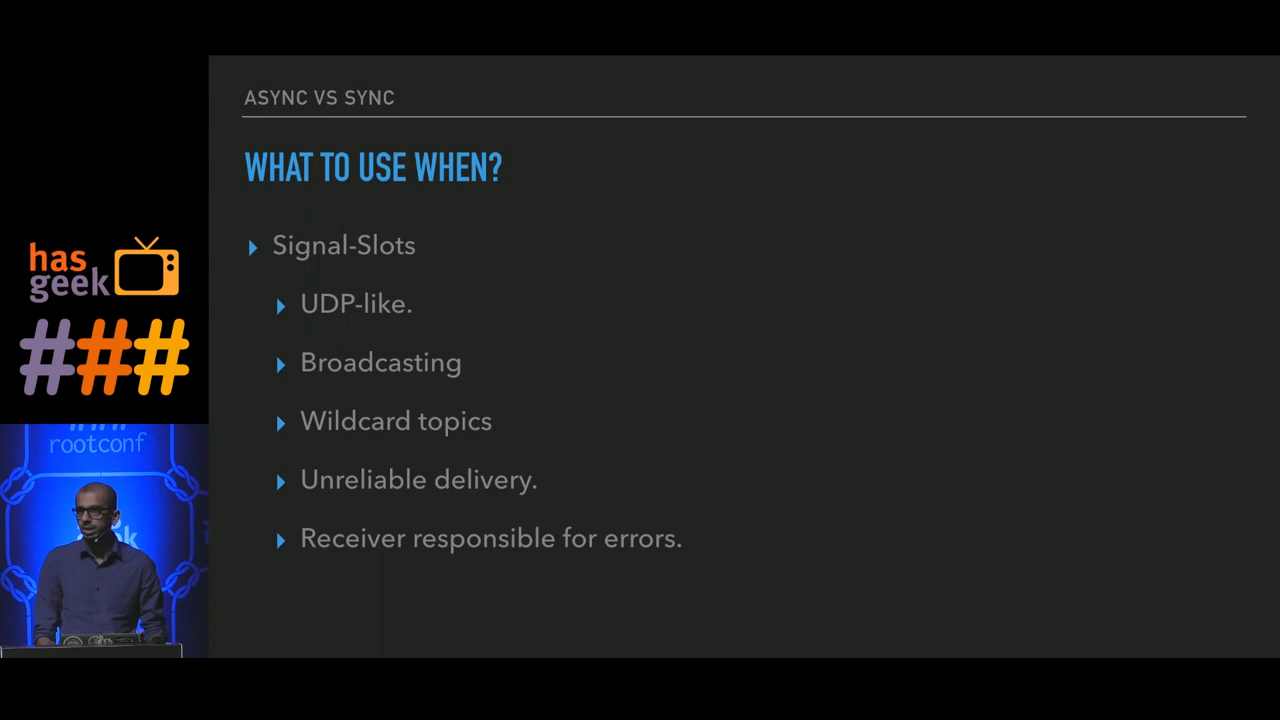 ASYNC VS SYNC
WHAT TO USE WHEN?
Signal-Slots
UDP-like.
Broadcasting
Wildcard topics
Unreliable delivery.
Receiver responsible for errors.
has
geek
###
rootconf